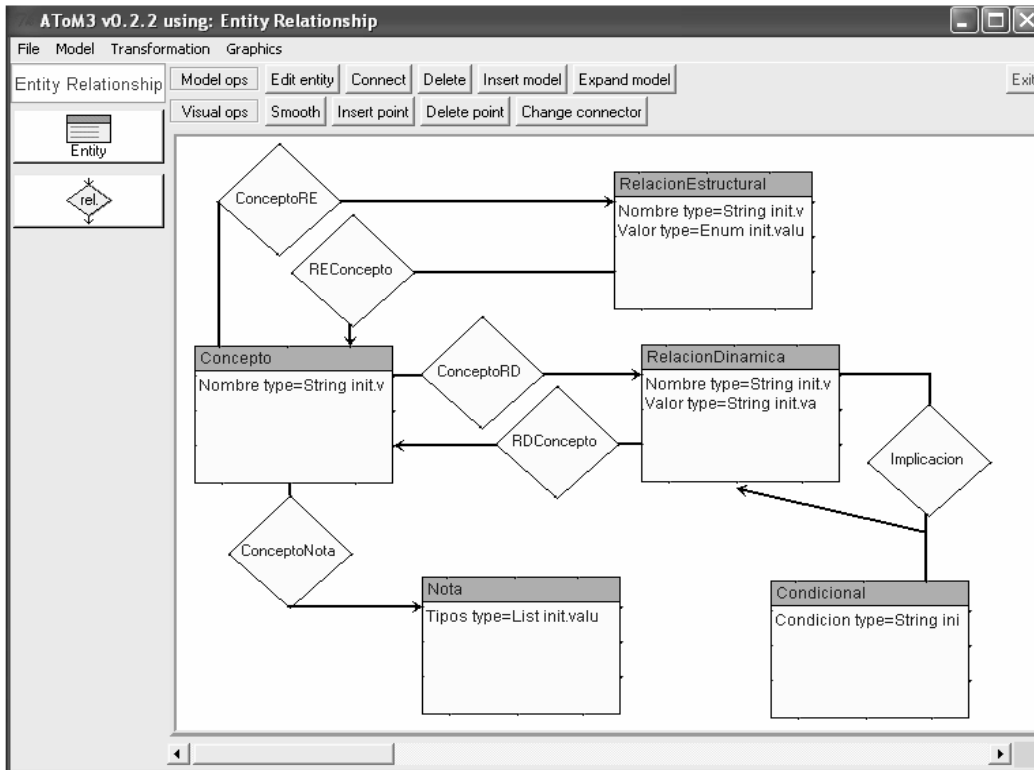 AToM3 v0.2.2 using: Entity Relationship
File Model Transformation Graphics
Entity Relationship
Model ops Edit entity Connect Delete Insert model Expand model Exit
Visual ops Smooth Insert point Delete point Change connector
Entity
rel.
ConceptoRE
RelacionEstructural
Nombre type=String init.v
Valor type=Enum init.valu
REConcepto
Concepto
Nombre type=String init.v
ConceptoRD
RelacionDinamica
Nombre type=String init.v
Valor type=String init.va
RDConcepto
Implicacion
ConceptoNota
Nota
Tipos type=List init.valu
Condicional
Condicion type=String ini